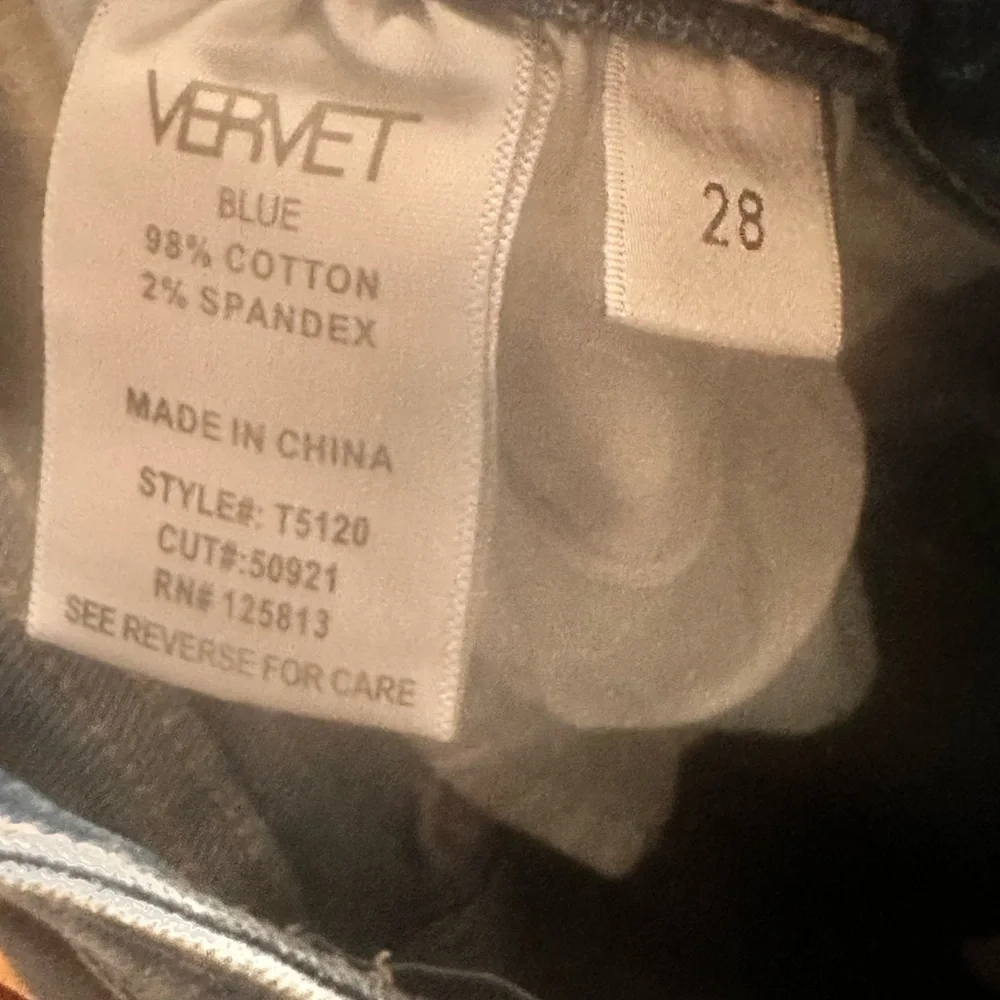 VERVET
BLUE
98% COTTON
2% SPANDEX
MADE IN CHINA
STYLE#: T5120
CUT#:50921
RN# 125813
SEE REVERSE FOR CARE
28